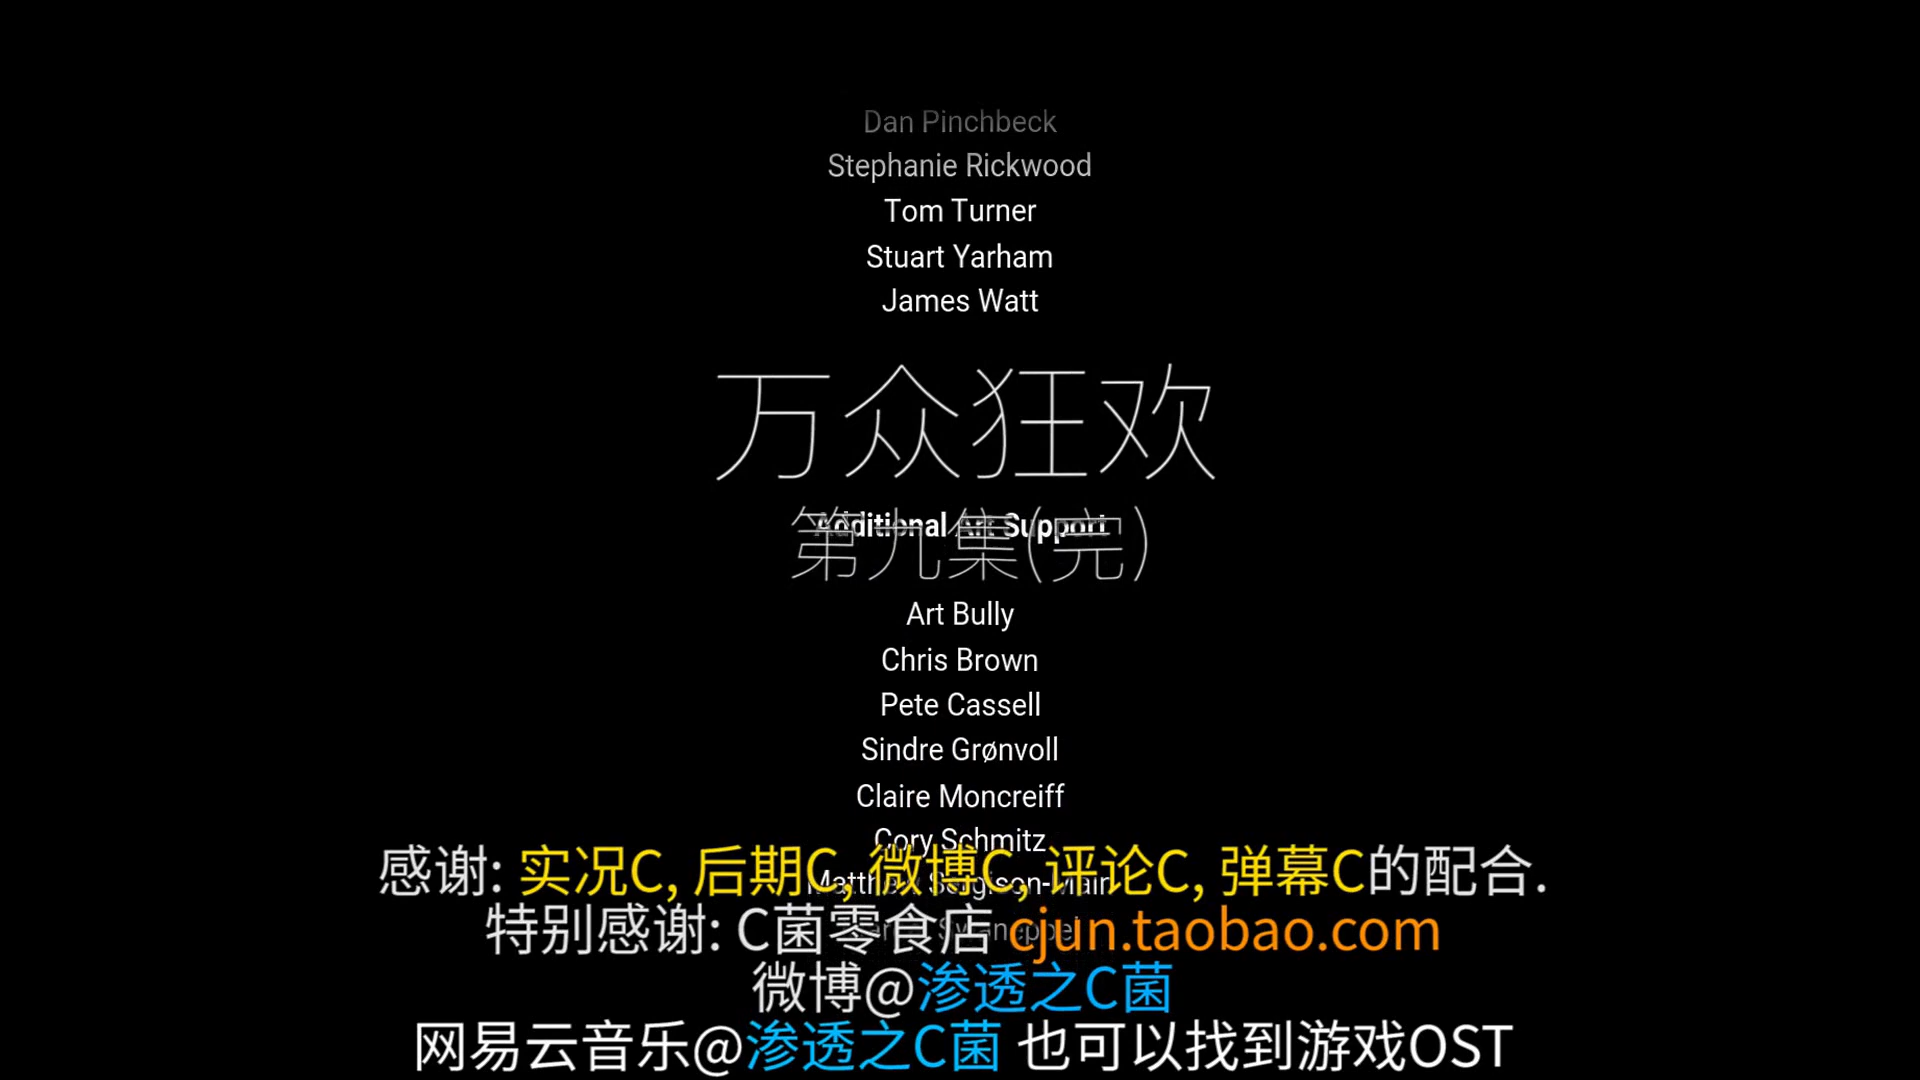 Dan Pinchbeck
Stephanie Rickwood
Tom Turner
Stuart Yarham
James Watt
万众狂欢
Additional Art Support
第九集(完)
Art Bully
Chris Brown
Pete Cassell
Sindre Grønvoll
Claire Moncreiff
Cory Schmitz
感谢: 实况C, 后期C, 微博C, 评论C, 弹幕C的配合.
特别感谢: C菌零食店 cjun.taobao.com
微博@渗透之C菌
网易云音乐@渗透之C菌 也可以找到游戏OST